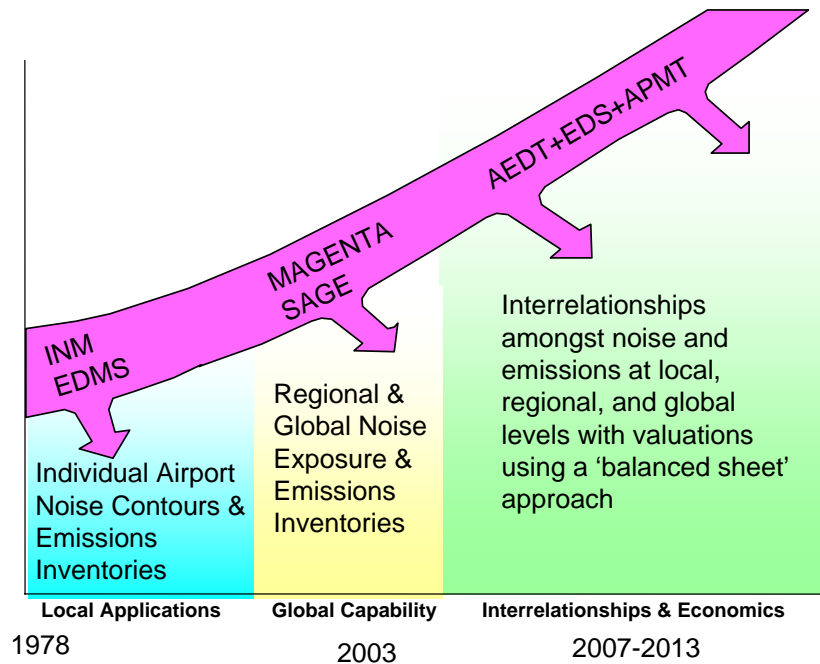 INM
EDMS
MAGENTA
SAGE
AEDT+EDS+APMT
Individual Airport
Noise Contours &
Emissions
Inventories
Regional &
Global Noise
Exposure &
Emissions
Inventories
Interrelationships
amongst noise and
emissions at local,
regional, and global
levels with valuations
using a ‘balanced sheet’
approach
Local Applications
Global Capability
Interrelationships & Economics
1978
2003
2007-2013